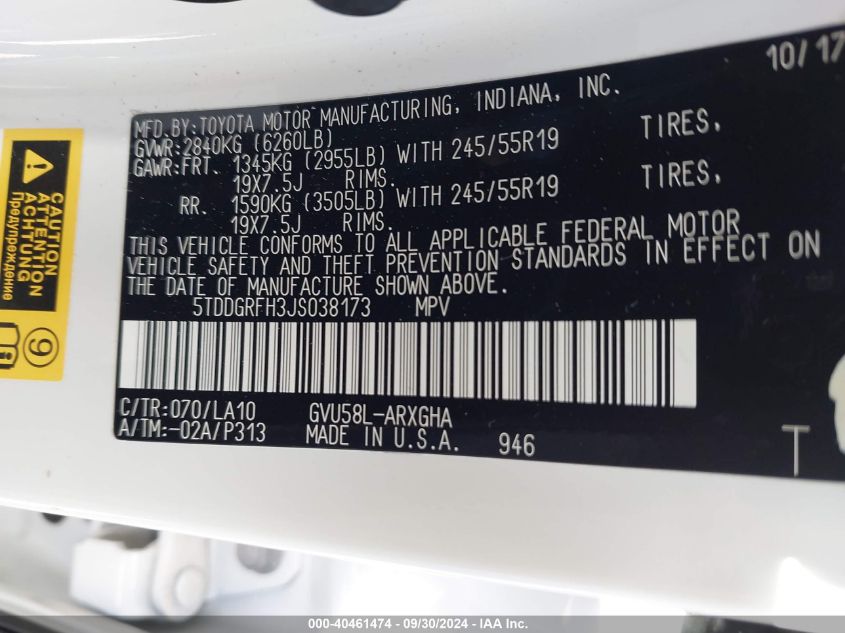 10/17
MFD.BY:TOYOTA MOTOR MANUFACTURING, INDIANA, INC.
GVWR:2840KG (6260LB)
GAWR:FRT. 1345KG (2955LB) WITH 245/55R19 TIRES.
19X7.5J RIMS.
RR. 1590KG (3505LB) WITH 245/55R19 TIRES.
19X7.5J RIMS.
THIS VEHICLE CONFORMS TO ALL APPLICABLE FEDERAL MOTOR
VEHICLE SAFETY AND THEFT PREVENTION STANDARDS IN EFFECT ON
THE DATE OF MANUFACTURE SHOWN ABOVE.
5TDDGRFH3JS038173 MPV
C/TR:070/LA10 GVU58L-ARXGHA
A/TM:-02A/P313 MADE IN U.S.A. 946
T
CAUTION
ATTENTION
ACHTUNG
Предупреждение
9
000-40461474 - 09/30/2024 - IAA Inc.